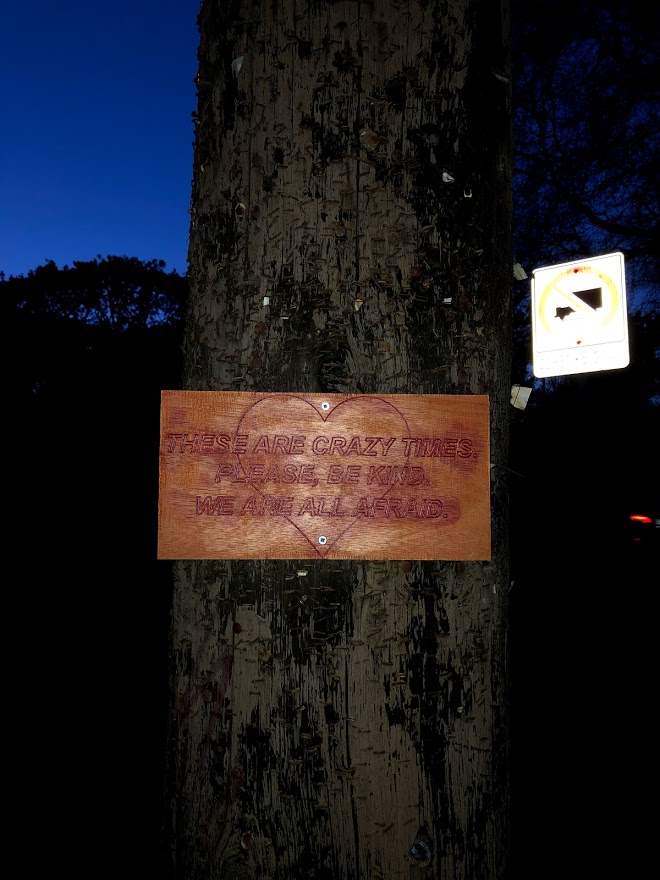 THESE ARE CRAZY TIMES.
PLEASE, BE KIND.
WE ARE ALL AFRAID.